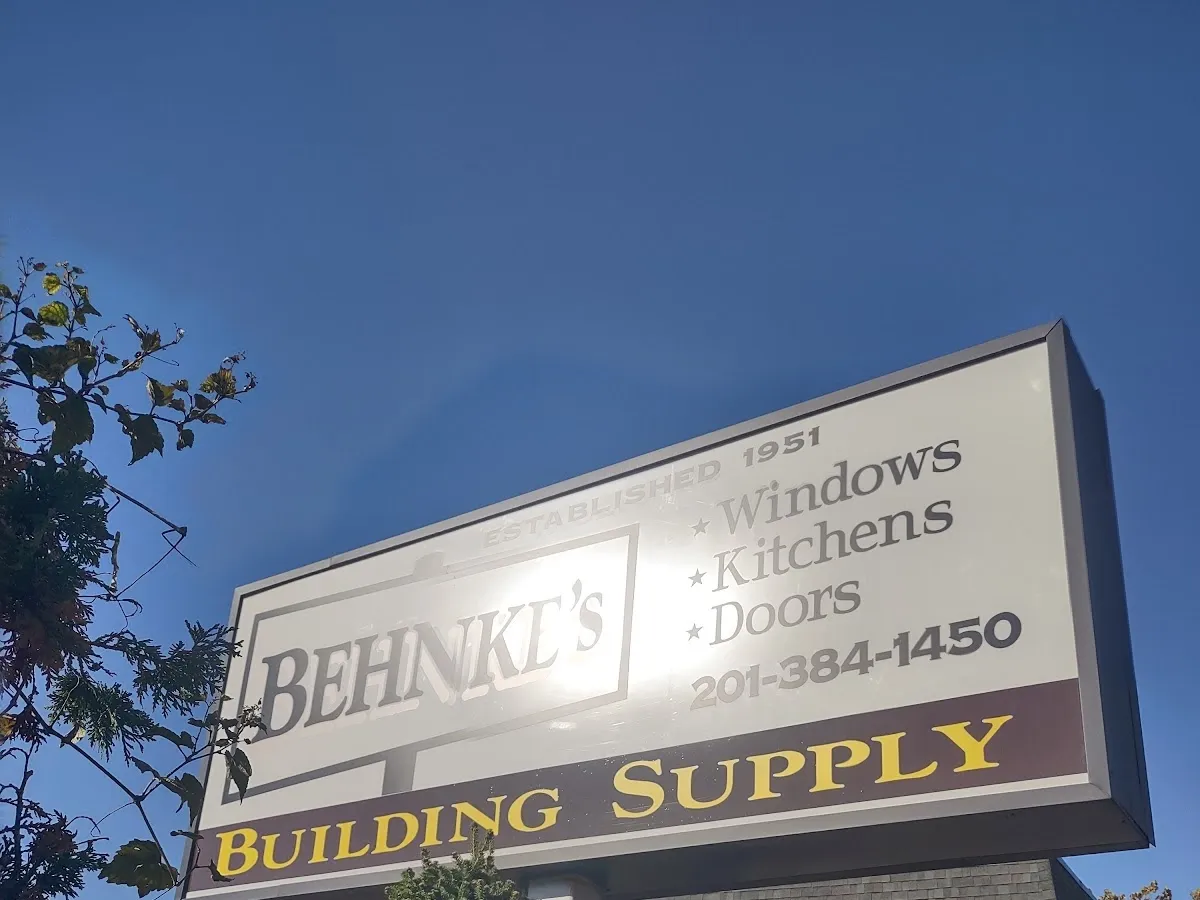 ESTABLISHED 1951
BEHNKE'S
★ Windows
★ Kitchens
★ Doors
201-384-1450
BUILDING SUPPLY